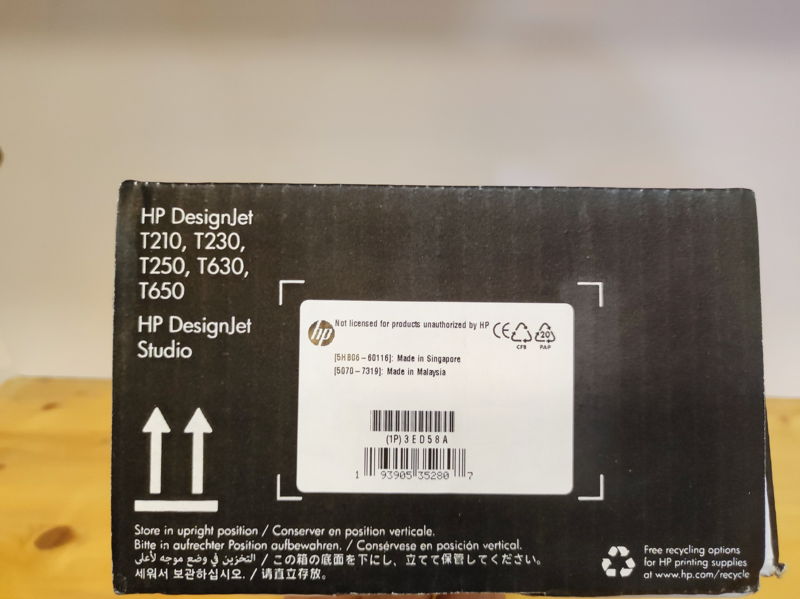 HP DesignJet
T210, T230,
T250, T630,
T650
HP DesignJet
Studio
hp
Not licensed for products unauthorized by HP
CE
CFB
20
PAP
[5HB06-60116]: Made in Singapore
[5070-7319]: Made in Malaysia
(1P)3ED58A
1 93905 35280 7
Store in upright position / Conserver en position verticale.
Bitte in aufrechter Position aufbewahren. / Consérvese en posición vertical.
التخزين في وضع موجه لأعلى / この箱の底面を下にし、立てて保管してください。
세워서 보관하십시오. / 请直立存放。
Free recycling options
for HP printing supplies
at www.hp.com/recycle